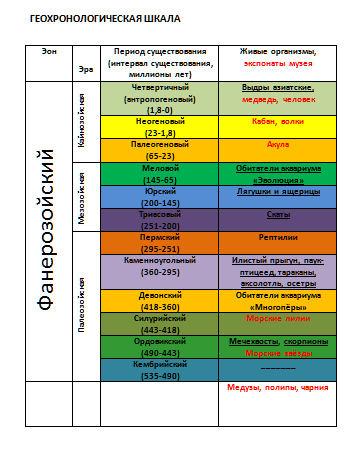 ГЕОХРОНОЛОГИЧЕСКАЯ ШКАЛА
Эон
Эра
Период существования
(интервал существования,
миллионы лет)
Живые организмы,
экспонаты музея
Фанерозойский
Кайнозойская
Четвертичный
(антропогеновый)
(1,8-0)
Выдры азиатские,
медведь, человек
Неогеновый
(23-1,8)
Кабан, волки
Палеогеновый
(65-23)
Акула
Мезозойская
Меловой
(145-65)
Обитатели аквариума
«Эволюция»
Юрский
(200-145)
Лягушки и ящерицы
Триасовый
(251-200)
Скаты
Палеозойская
Пермский
(295-251)
Рептилии
Каменноугольный
(360-295)
Илистый прыгун, паук-
птицеед, тараканы,
аксолотль, осетры
Девонский
(418-360)
Обитатели аквариума
«Многопёры»
Силурийский
(443-418)
Морские лилии
Ордовикский
(490-443)
Мечехвосты, скорпионы
Морские звёзды
Кембрийский
(535-490)
_______
Медузы, полипы, чарния